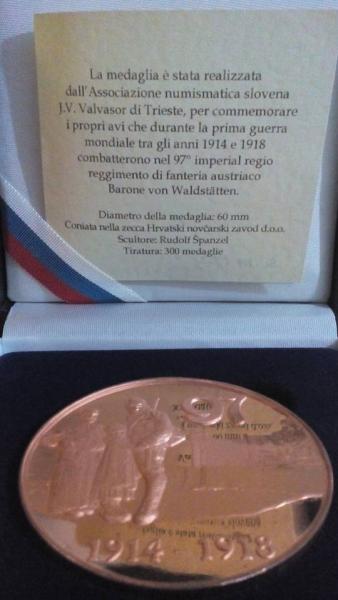 La medaglia è stata realizzata
dall'Associazione numismatica slovena
J.V. Valvasor di Trieste, per commemorare
i propri avi che durante la prima guerra
mondiale tra gli anni 1914 e 1918
combatterono nel 97° imperial regio
reggimento di fanteria austriaco
Barone von Waldstätten.
Diametro della medaglia: 60 mm
Coniata nella zecca Hrvatski novčarski zavod d.o.o.
Scultore: Rudolf Španzel
Tiratura: 300 medaglie
97
1914 - 1918